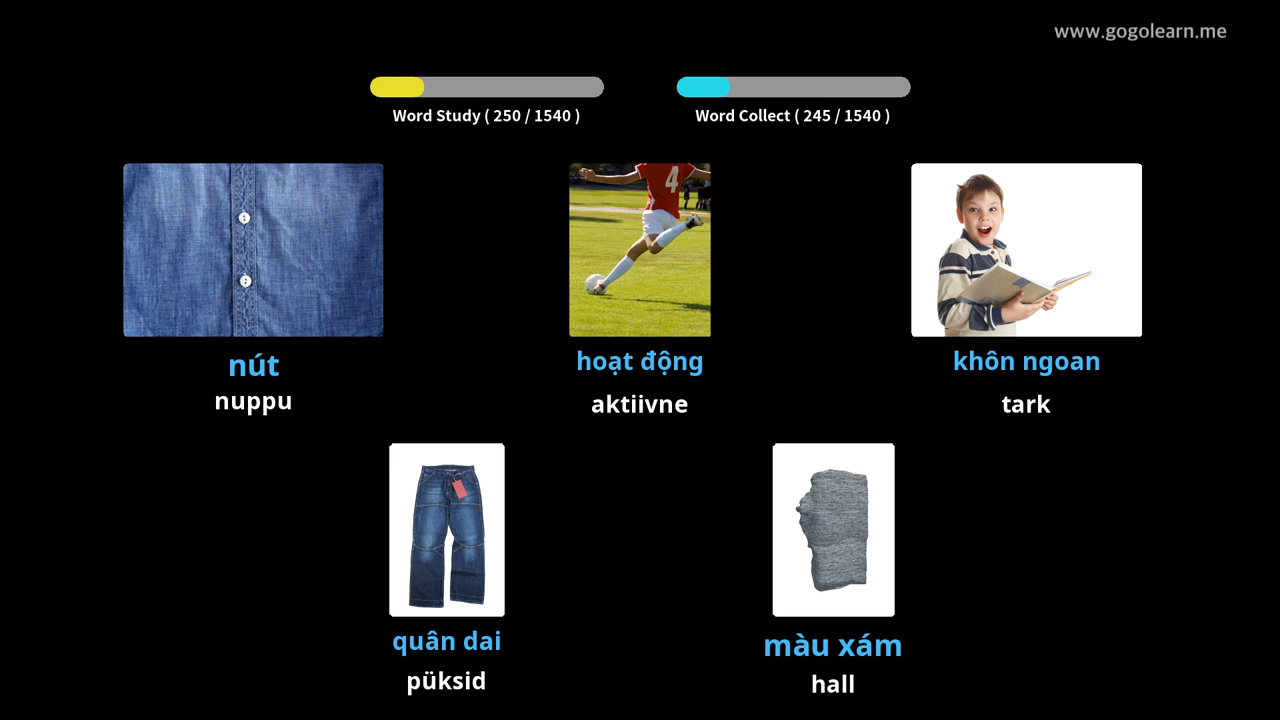 www.gogolearn.me
Word Study ( 250 / 1540 )
Word Collect ( 245 / 1540 )
4
nút
nuppu
hoạt động
aktiivne
khôn ngoan
tark
quân dai
püksid
màu xám
hall